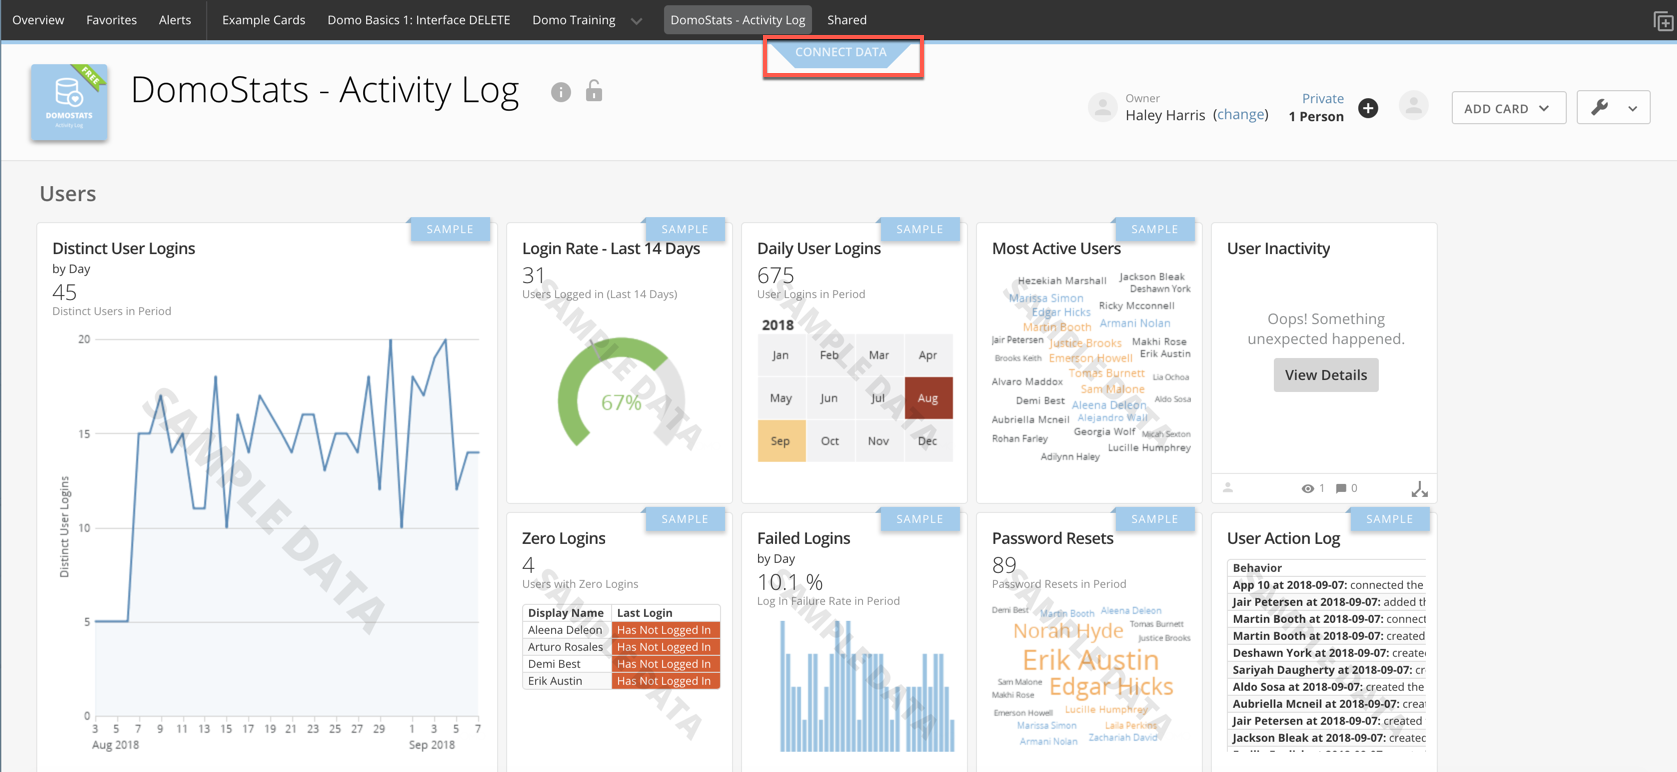 Overview Favorites Alerts Example Cards Domo Basics 1: Interface DELETE Domo Training DomoStats - Activity Log Shared
CONNECT DATA
FREE
DOMOSTATS
Activity Log
DomoStats - Activity Log
Owner
Haley Harris (change)
Private
1 Person
ADD CARD
Users
SAMPLE
Distinct User Logins
by Day
45
Distinct Users in Period
20
15
10
5
0
Distinct User Logins
3 5 7 9 11 13 15 17 19 21 23 25 27 29 1 3 5 7
Aug 2018 Sep 2018
SAMPLE DATA
SAMPLE
Login Rate - Last 14 Days
31
Users Logged in (Last 14 Days)
67%
SAMPLE DATA
SAMPLE
Daily User Logins
675
User Logins in Period
2018
Jan Feb Mar Apr
May Jun Jul Aug
Sep Oct Nov Dec
SAMPLE DATA
SAMPLE
Most Active Users
Hezekiah Marshall Jackson Bleak
Deshawn York
Marissa Simon Ricky Mcconnell
Edgar Hicks
Martin Booth Armani Nolan
Jair Petersen Justice Brooks Makhi Rose
Brooks Keith Emerson Howell Erik Austin
Tomas Burnett Lia Ochoa
Alvaro Maddox Sam Malone
Demi Best Aleena Deleon Aldo Sosa
Aubriella Mcneil Alejandro Wall
Rohan Farley Georgia Wolf Micah Sexton
Lucille Humphrey
Adilynn Haley
SAMPLE DATA
User Inactivity
Oops! Something
unexpected happened.
View Details
1 0
SAMPLE
Zero Logins
4
Users with Zero Logins
Display Name Last Login
Aleena Deleon Has Not Logged In
Arturo Rosales Has Not Logged In
Demi Best Has Not Logged In
Erik Austin Has Not Logged In
SAMPLE DATA
SAMPLE
Failed Logins
by Day
10.1 %
Log In Failure Rate in Period
SAMPLE DATA
SAMPLE
Password Resets
89
Password Resets in Period
Demi Best Martin Booth Aleena Deleon
Norah Hyde Tomas Burnett
Justice Brooks
Erik Austin
Sam Malone Edgar Hicks
Makhi Rose
Emerson Howell Lucille Humphrey
Marissa Simon Laila Perkins
Armani Nolan Zachariah David
SAMPLE DATA
SAMPLE
User Action Log
Behavior
App 10 at 2018-09-07: connected the
Jair Petersen at 2018-09-07: added th
Martin Booth at 2018-09-07: connect
Martin Booth at 2018-09-07: created
Deshawn York at 2018-09-07: create
Sariyah Daugherty at 2018-09-07: cr
Aldo Sosa at 2018-09-07: created the
Aubriella Mcneil at 2018-09-07: crea
Jair Petersen at 2018-09-07: created
Jackson Bleak at 2018-09-07: created